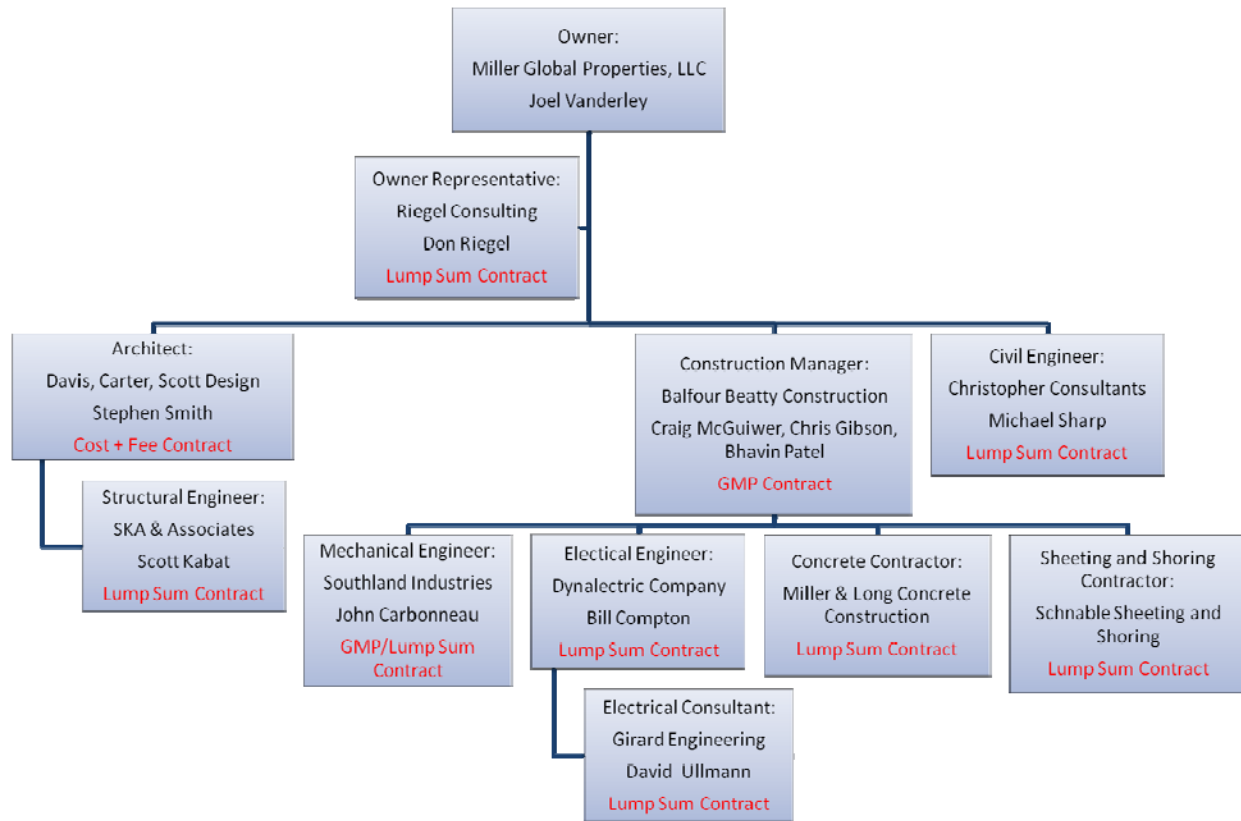 Owner:
Miller Global Properties, LLC
Joel Vanderley
Owner Representative:
Riegel Consulting
Don Riegel
Lump Sum Contract
Architect:
Davis, Carter, Scott Design
Stephen Smith
Cost + Fee Contract
Structural Engineer:
SKA & Associates
Scott Kabat
Lump Sum Contract
Construction Manager:
Balfour Beatty Construction
Craig McGuiwer, Chris Gibson,
Bhavin Patel
GMP Contract
Civil Engineer:
Christopher Consultants
Michael Sharp
Lump Sum Contract
Mechanical Engineer:
Southland Industries
John Carbonneau
GMP/Lump Sum
Contract
Electical Engineer:
Dynalectric Company
Bill Compton
Lump Sum Contract
Electrical Consultant:
Girard Engineering
David Ullmann
Lump Sum Contract
Concrete Contractor:
Miller & Long Concrete
Construction
Lump Sum Contract
Sheeting and Shoring
Contractor:
Schnable Sheeting and
Shoring
Lump Sum Contract